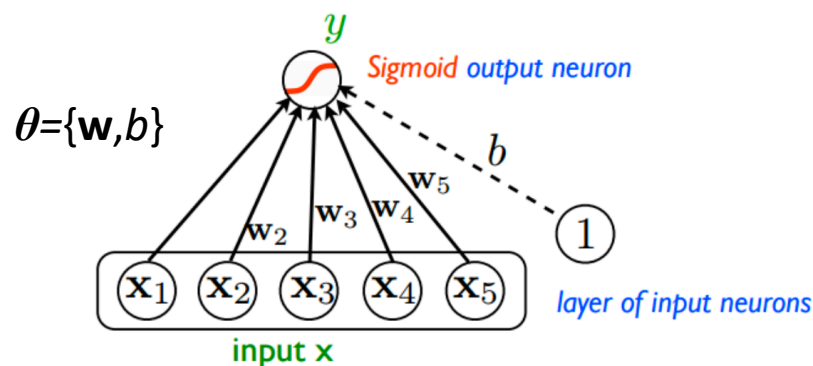 y
Sigmoid output neuron
θ={w,b}
b
w₅
w₂ w₃ w₄
1
x₁ x₂ x₃ x₄ x₅
layer of input neurons
input x